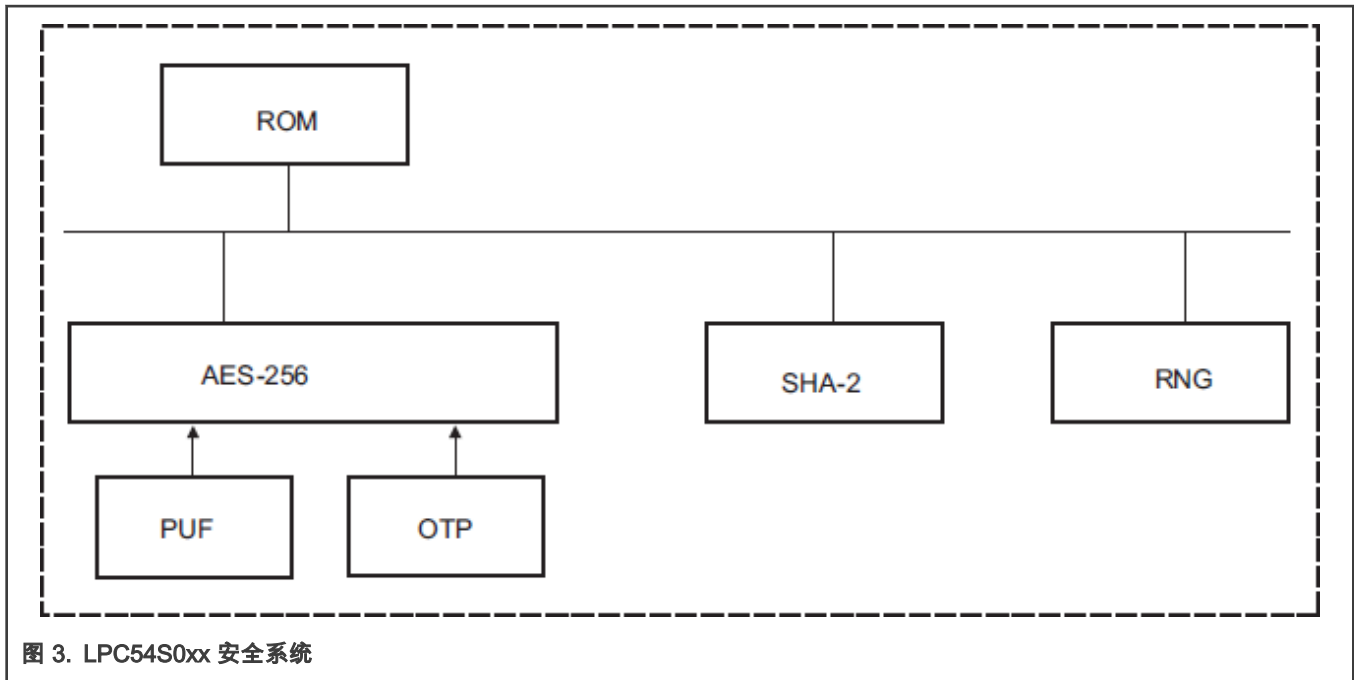 ROM
AES-256
SHA-2
RNG
PUF
OTP
图 3. LPC54S0xx 安全系统